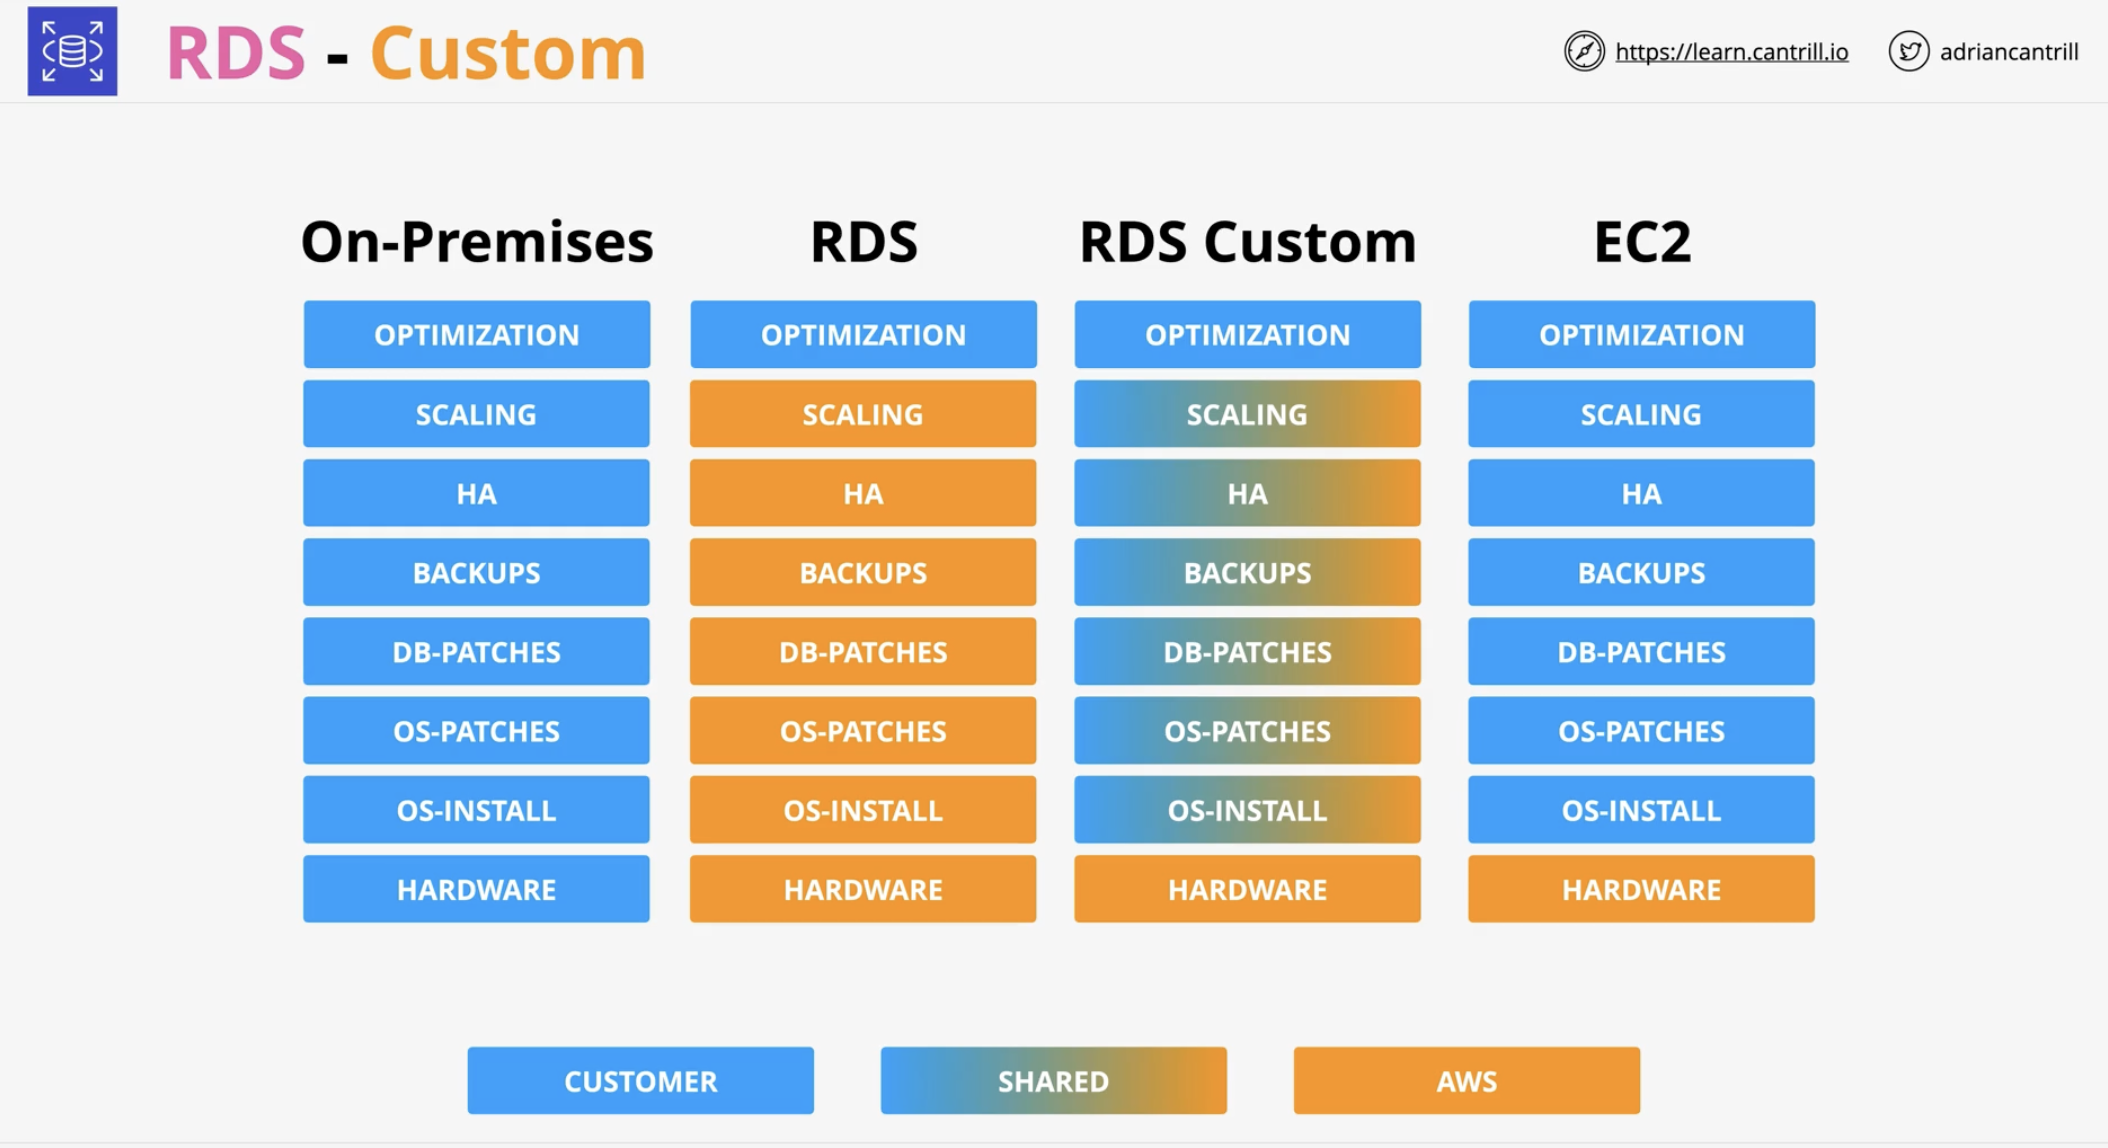 RDS - Custom
https://learn.cantrill.io
adriancantrill
On-Premises RDS RDS Custom EC2
OPTIMIZATION OPTIMIZATION OPTIMIZATION OPTIMIZATION
SCALING SCALING SCALING SCALING
HA HA HA HA
BACKUPS BACKUPS BACKUPS BACKUPS
DB-PATCHES DB-PATCHES DB-PATCHES DB-PATCHES
OS-PATCHES OS-PATCHES OS-PATCHES OS-PATCHES
OS-INSTALL OS-INSTALL OS-INSTALL OS-INSTALL
HARDWARE HARDWARE HARDWARE HARDWARE
CUSTOMER SHARED AWS